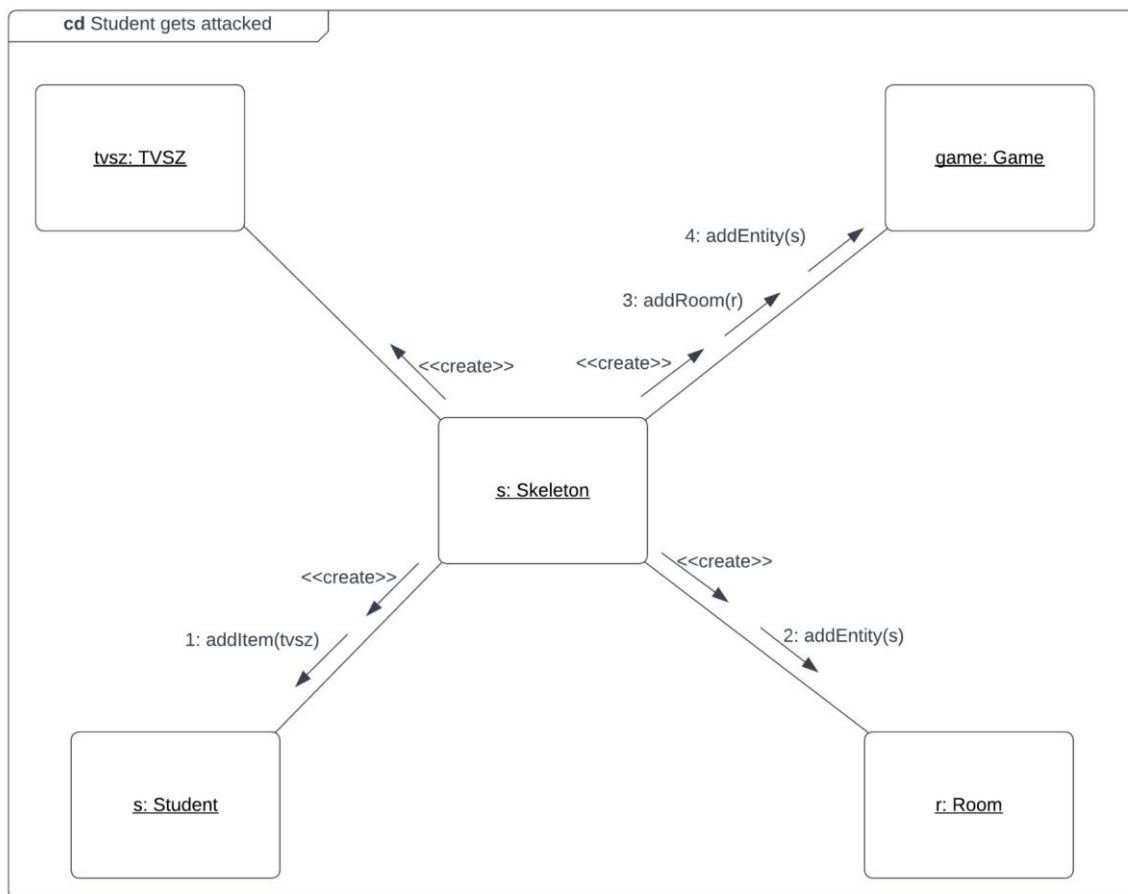 cd Student gets attacked
tvsz: TVSZ
game: Game
4: addEntity(s)
3: addRoom(r)
<<create>>
<<create>>
s: Skeleton
<<create>>
<<create>>
1: addItem(tvsz)
2: addEntity(s)
s: Student
r: Room